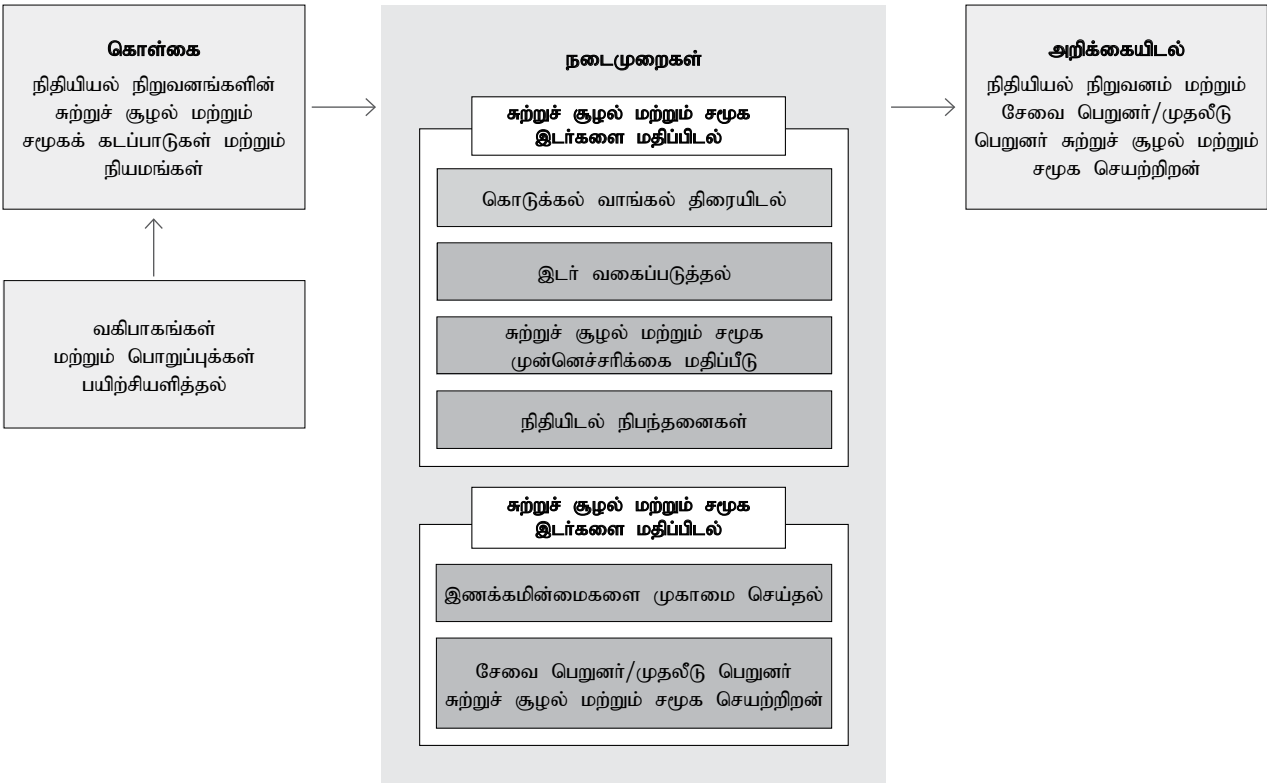 கொள்கை
நிதியியல் நிறுவனங்களின்
சுற்றுச் சூழல் மற்றும்
சமூகக் கடப்பாடுகள் மற்றும்
நியமங்கள்
வகிபாகங்கள்
மற்றும் பொறுப்புக்கள்
பயிற்சியளித்தல்
நடைமுறைகள்
சுற்றுச் சூழல் மற்றும் சமூக
இடர்களை மதிப்பிடல்
கொடுக்கல் வாங்கல் திரையிடல்
இடர் வகைப்படுத்தல்
சுற்றுச் சூழல் மற்றும் சமூக
முன்னெச்சரிக்கை மதிப்பீடு
நிதியிடல் நிபந்தனைகள்
சுற்றுச் சூழல் மற்றும் சமூக
இடர்களை மதிப்பிடல்
இணக்கமின்மைகளை முகாமை செய்தல்
சேவை பெறுனர்/முதலீடு பெறுனர்
சுற்றுச் சூழல் மற்றும் சமூக செயற்றிறன்
அறிக்கையிடல்
நிதியியல் நிறுவனம் மற்றும்
சேவை பெறுனர்/முதலீடு
பெறுனர் சுற்றுச் சூழல் மற்றும்
சமூக செயற்றிறன்